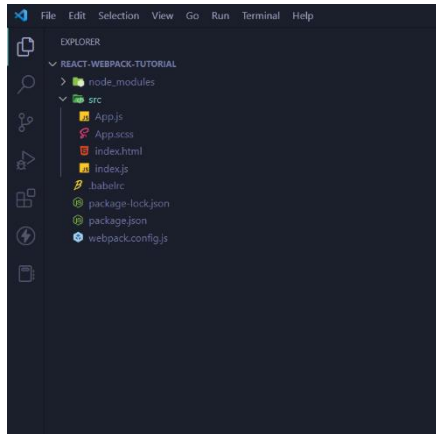 File Edit Selection View Go Run Terminal Help
EXPLORER
REACT-WEBPACK-TUTORIAL
node_modules
src
App.js
App.scss
index.html
index.js
.babelrc
package-lock.json
package.json
webpack.config.js